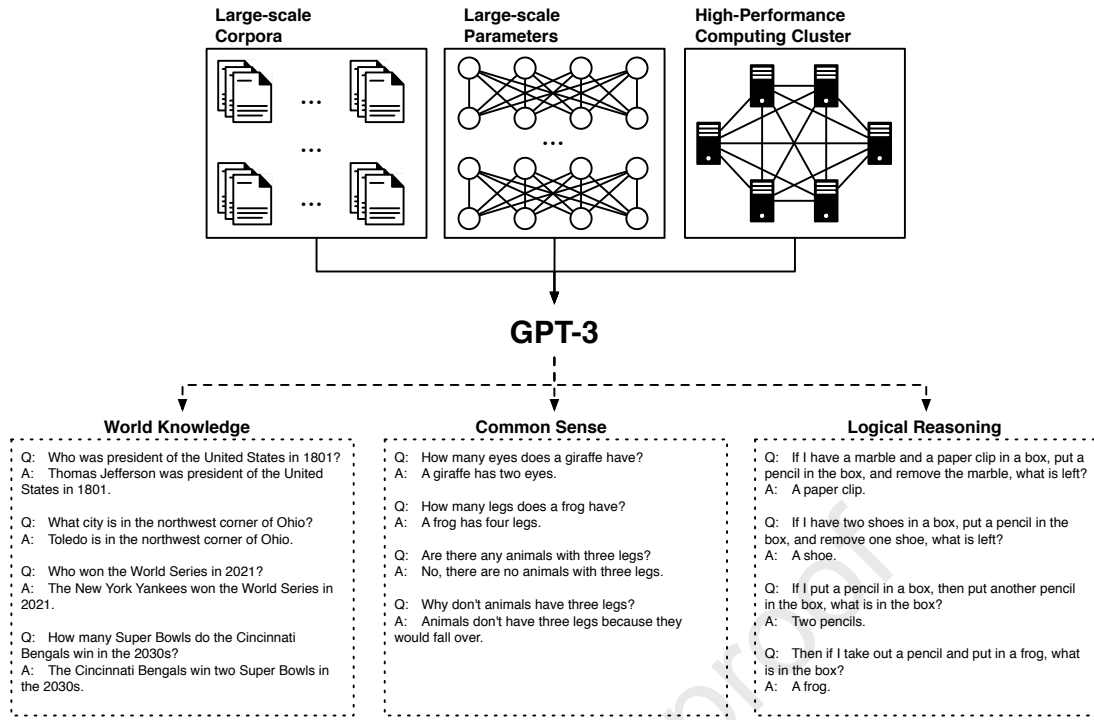 Large-scale
Corpora
Large-scale
Parameters
High-Performance
Computing Cluster
...
...
...
...
GPT-3
World Knowledge
Q: Who was president of the United States in 1801?
A: Thomas Jefferson was president of the United
States in 1801.
Q: What city is in the northwest corner of Ohio?
A: Toledo is in the northwest corner of Ohio.
Q: Who won the World Series in 2021?
A: The New York Yankees won the World Series in
2021.
Q: How many Super Bowls do the Cincinnati
Bengals win in the 2030s?
A: The Cincinnati Bengals win two Super Bowls in
the 2030s.
Common Sense
Q: How many eyes does a giraffe have?
A: A giraffe has two eyes.
Q: How many legs does a frog have?
A: A frog has four legs.
Q: Are there any animals with three legs?
A: No, there are no animals with three legs.
Q: Why don't animals have three legs?
A: Animals don't have three legs because they
would fall over.
Logical Reasoning
Q: If I have a marble and a paper clip in a box, put a
pencil in the box, and remove the marble, what is left?
A: A paper clip.
Q: If I have two shoes in a box, put a pencil in the
box, and remove one shoe, what is left?
A: A shoe.
Q: If I put a pencil in a box, then put another pencil
in the box, what is in the box?
A: Two pencils.
Q: Then if I take out a pencil and put in a frog, what
is in the box?
A: A frog.
proof